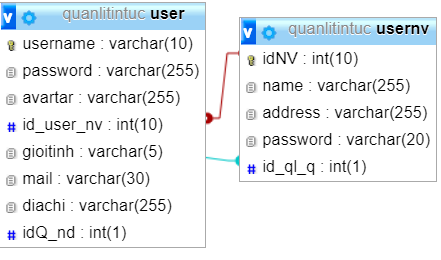 v quanlitintuc user
username : varchar(10)
password : varchar(255)
avartar : varchar(255)
# id_user_nv : int(10)
gioitinh : varchar(5)
mail : varchar(30)
diachi : varchar(255)
# idQ_nd : int(1)
v quanlitintuc usernv
idNV : int(10)
name : varchar(255)
address : varchar(255)
password : varchar(20)
# id_ql_q : int(1)